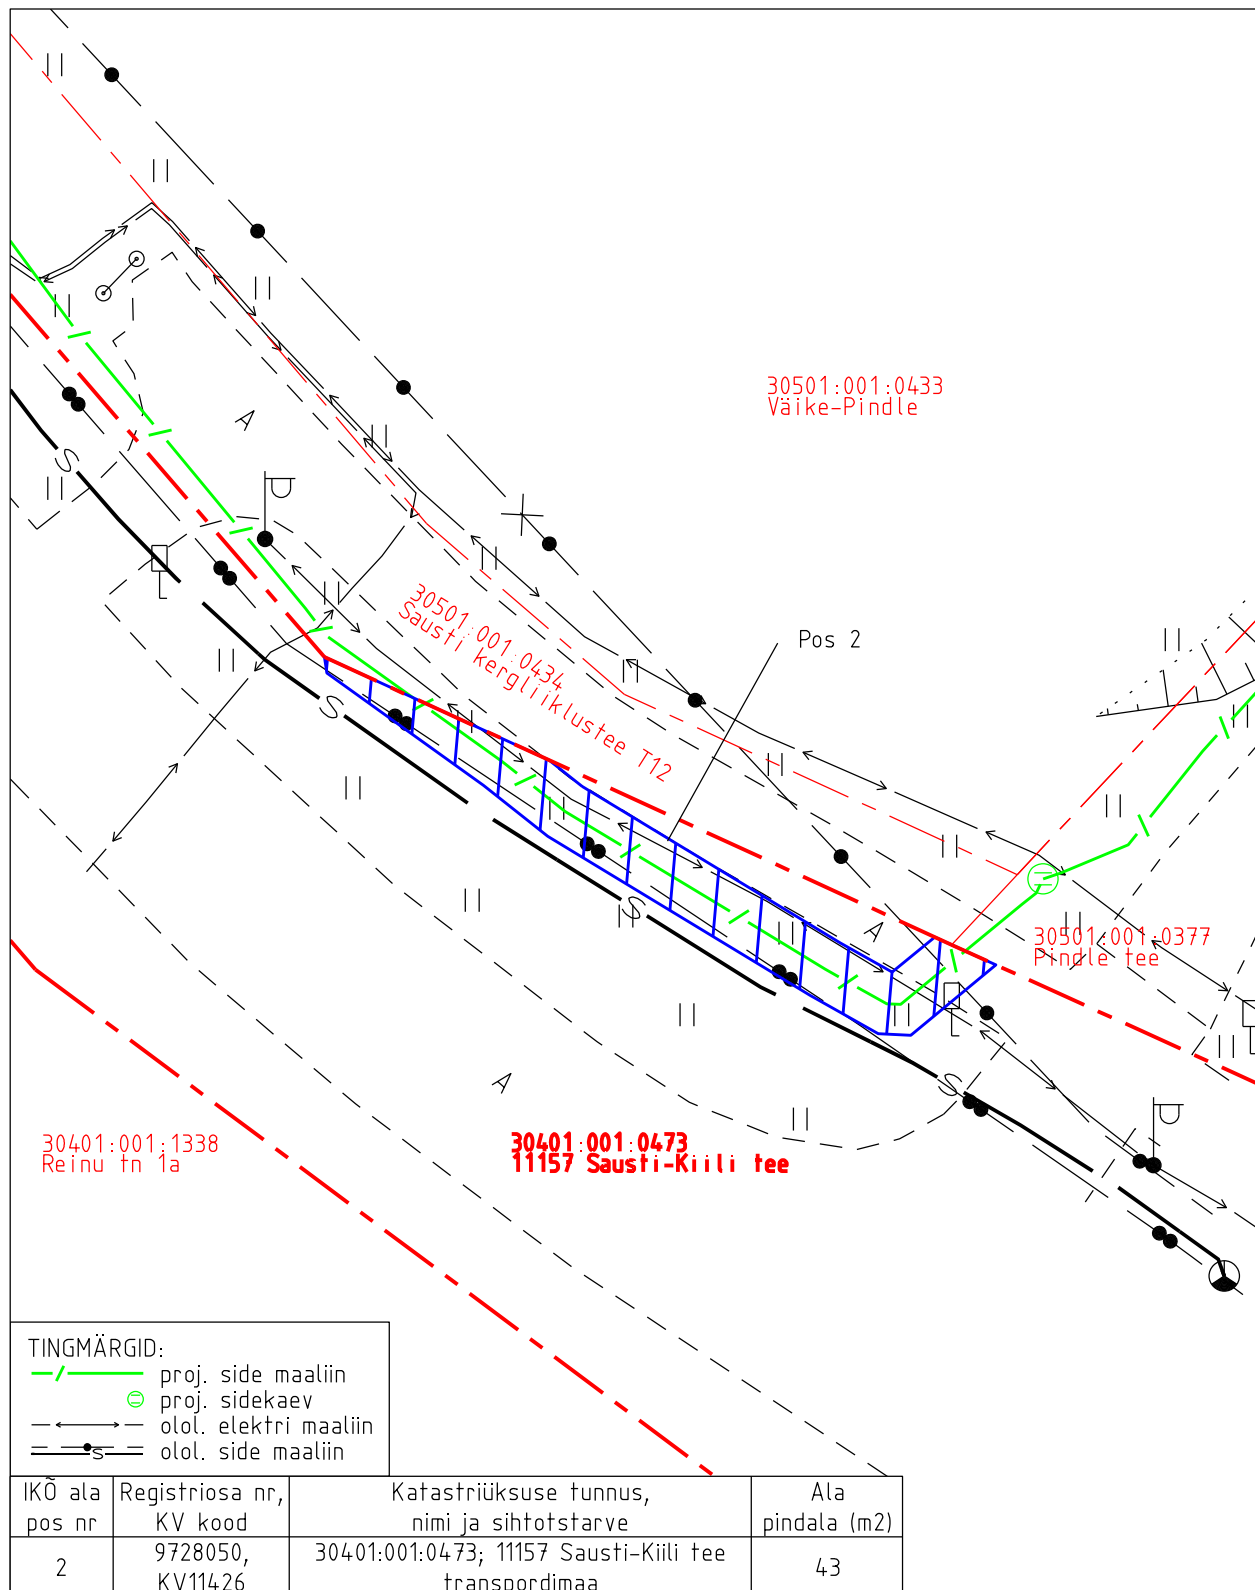 30501:001:0433
Väike-Pindle
30501:001:0434
Sausti kergliiklustee T12
Pos 2
30501:001:0377
Pindle tee
30401:001:1338
Reinu tn 1a
30401:001:0473
11157 Sausti-Kiili tee
A
A
A
S
S
S
S
TINGMÄRGID:
proj. side maaliin
proj. sidekaev
olol. elektri maaliin
S olol. side maaliin
IKÕ ala pos nr
Registriosa nr, KV kood
Katastriüksuse tunnus, nimi ja sihtotstarve
Ala pindala (m2)
2
9728050, KV11426
30401:001:0473; 11157 Sausti-Kiili tee transpordimaa
43